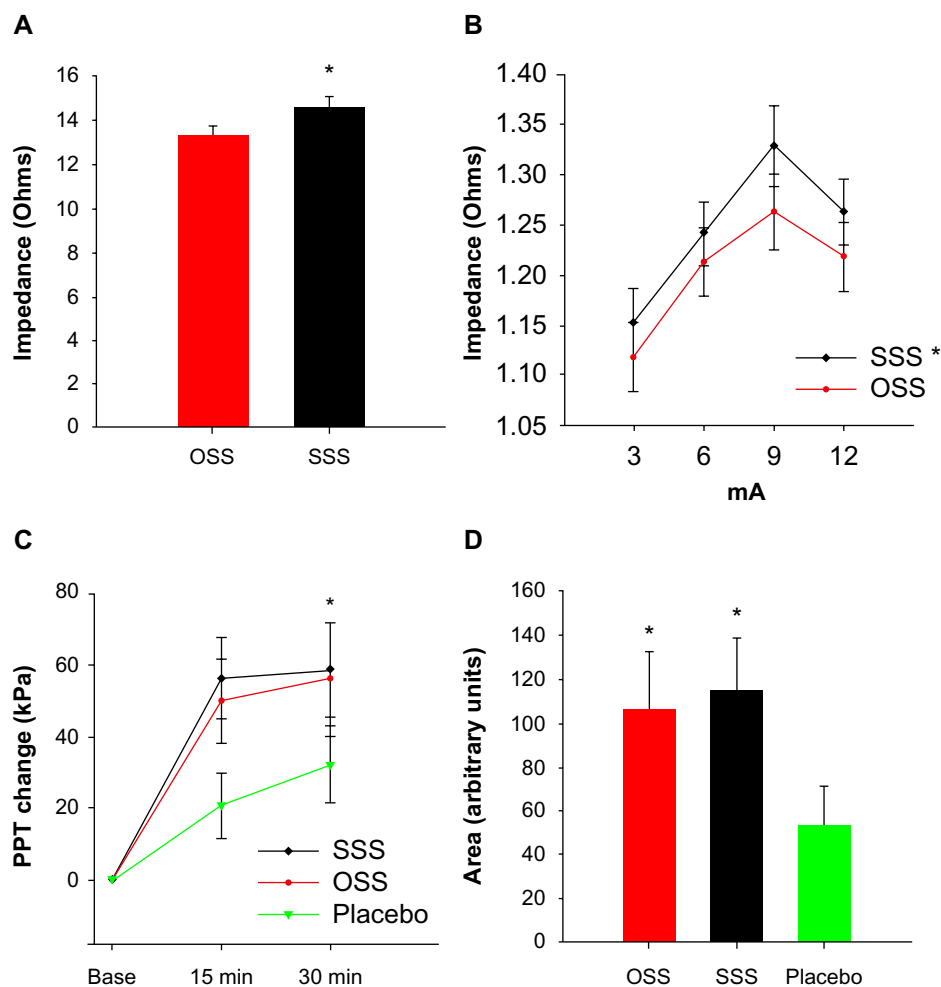 A
Impedance (Ohms)
16
14
12
10
8
6
4
2
0
*
OSS SSS
B
Impedance (Ohms)
1.40
1.35
1.30
1.25
1.20
1.15
1.10
1.05
SSS *
OSS
3 6 9 12
mA
C
PPT change (kPa)
80
60
40
20
0
*
SSS
OSS
Placebo
Base 15 min 30 min
D
Area (arbitrary units)
160
140
120
100
80
60
40
20
0
* *
OSS SSS Placebo